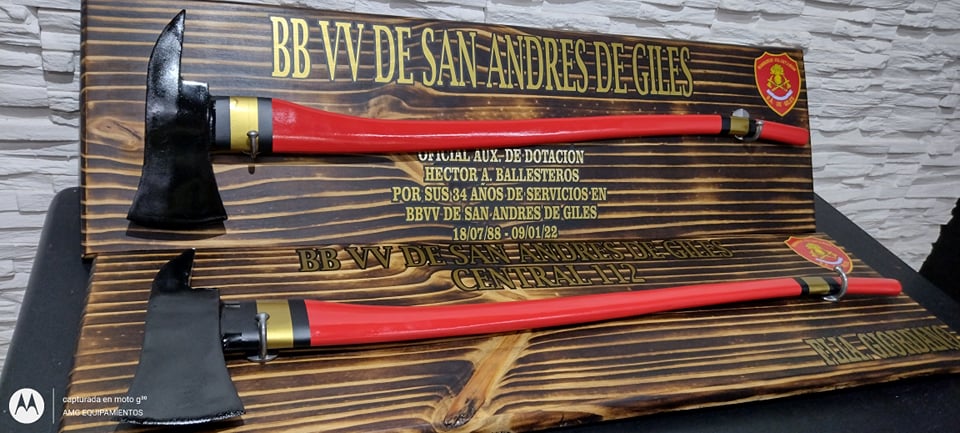 BB VV DE SAN ANDRES DE GILES
OFICIAL AUX. DE DOTACION
HECTOR A. BALLESTEROS
POR SUS 34 AÑOS DE SERVICIOS EN
BBVV DE SAN ANDRES DE GILES
18/07/88 - 09/01/22
BB VV DE SAN ANDRES DE GILES
CENTRAL 112
capturada en moto g³⁰
AMG EQUIPAMIENTOS